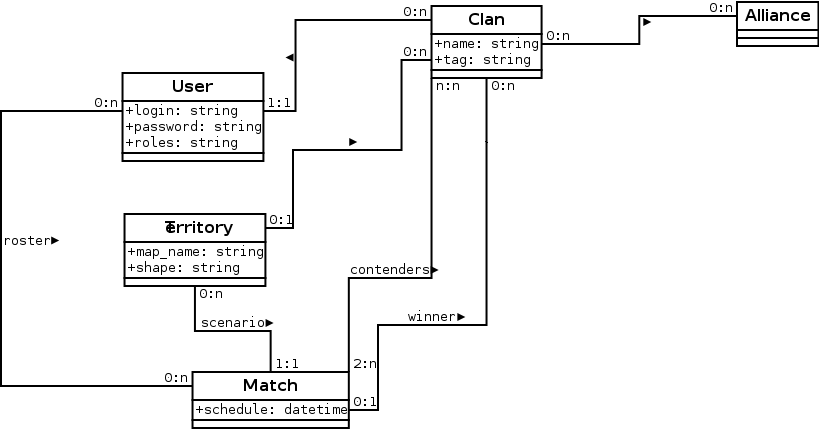 0:n
Clan
0:n
Alliance
+name: string
0:n
0:n
+tag: string
User
n:n
0:n
0:n
+login: string
1:1
+password: string
+roles: string
Territory
0:1
roster
+map_name: string
+shape: string
contenders
0:n
scenario
winner
1:1
2:n
0:n
Match
+schedule: datetime
0:1